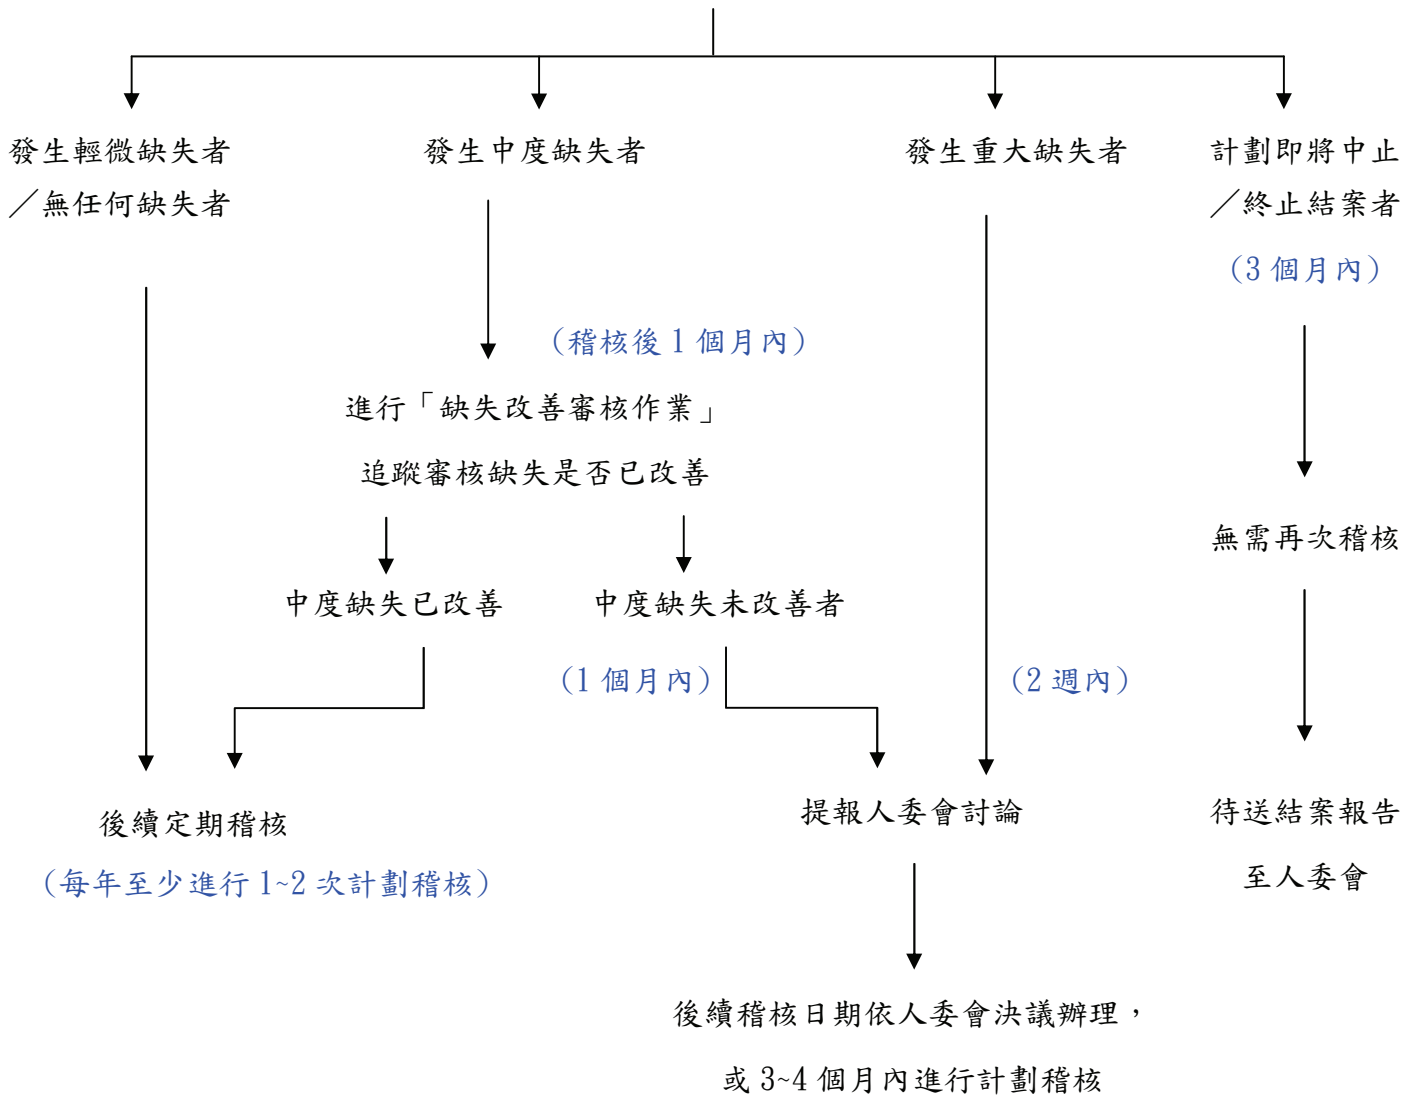 發生輕微缺失者
／無任何缺失者
發生中度缺失者
發生重大缺失者
計劃即將中止
／終止結案者
（3 個月內）
（稽核後 1 個月內）
進行「缺失改善審核作業」
追蹤審核缺失是否已改善
中度缺失已改善
中度缺失未改善者
無需再次稽核
（1 個月內）
（2 週內）
後續定期稽核
（每年至少進行 1~2 次計劃稽核）
提報人委會討論
待送結案報告
至人委會
後續稽核日期依人委會決議辦理，
或 3~4 個月內進行計劃稽核